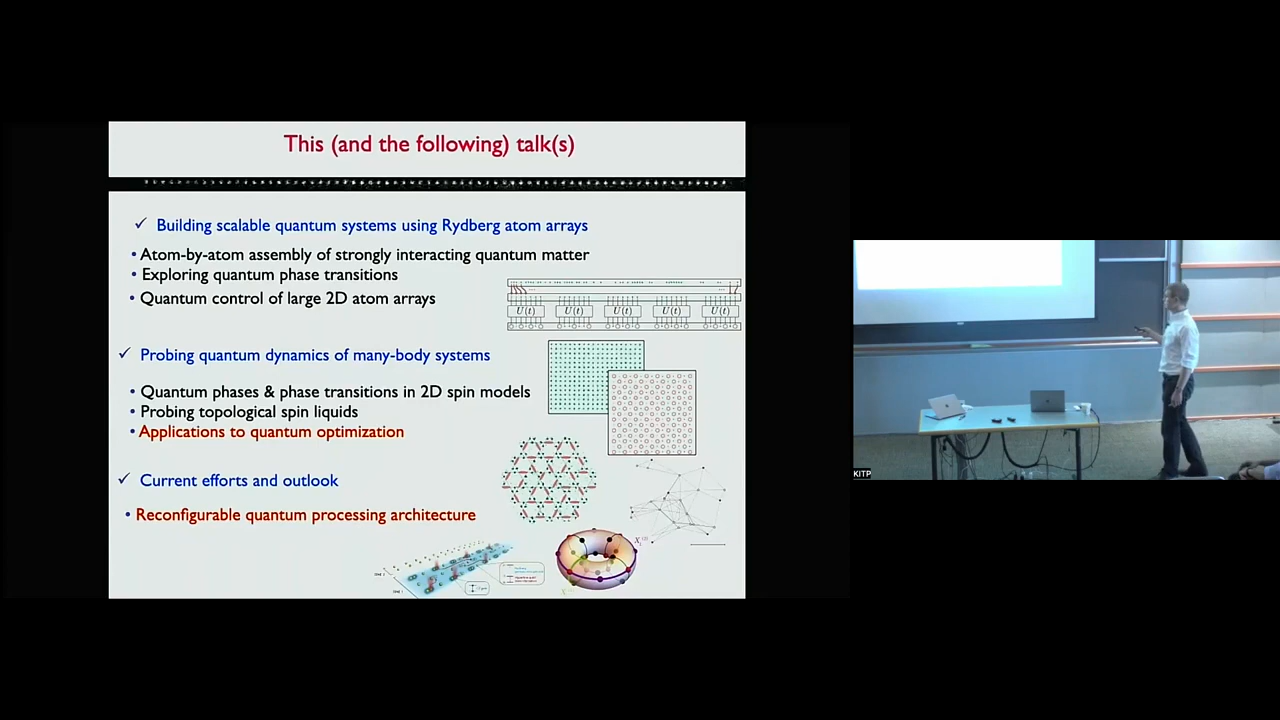 This (and the following) talk(s)
✓ Building scalable quantum systems using Rydberg atom arrays
• Atom-by-atom assembly of strongly interacting quantum matter
• Exploring quantum phase transitions
• Quantum control of large 2D atom arrays
U(t) U(t) U(t) U(t) U(t)
✓ Probing quantum dynamics of many-body systems
• Quantum phases & phase transitions in 2D spin models
• Probing topological spin liquids
• Applications to quantum optimization
✓ Current efforts and outlook
• Reconfigurable quantum processing architecture
KITP